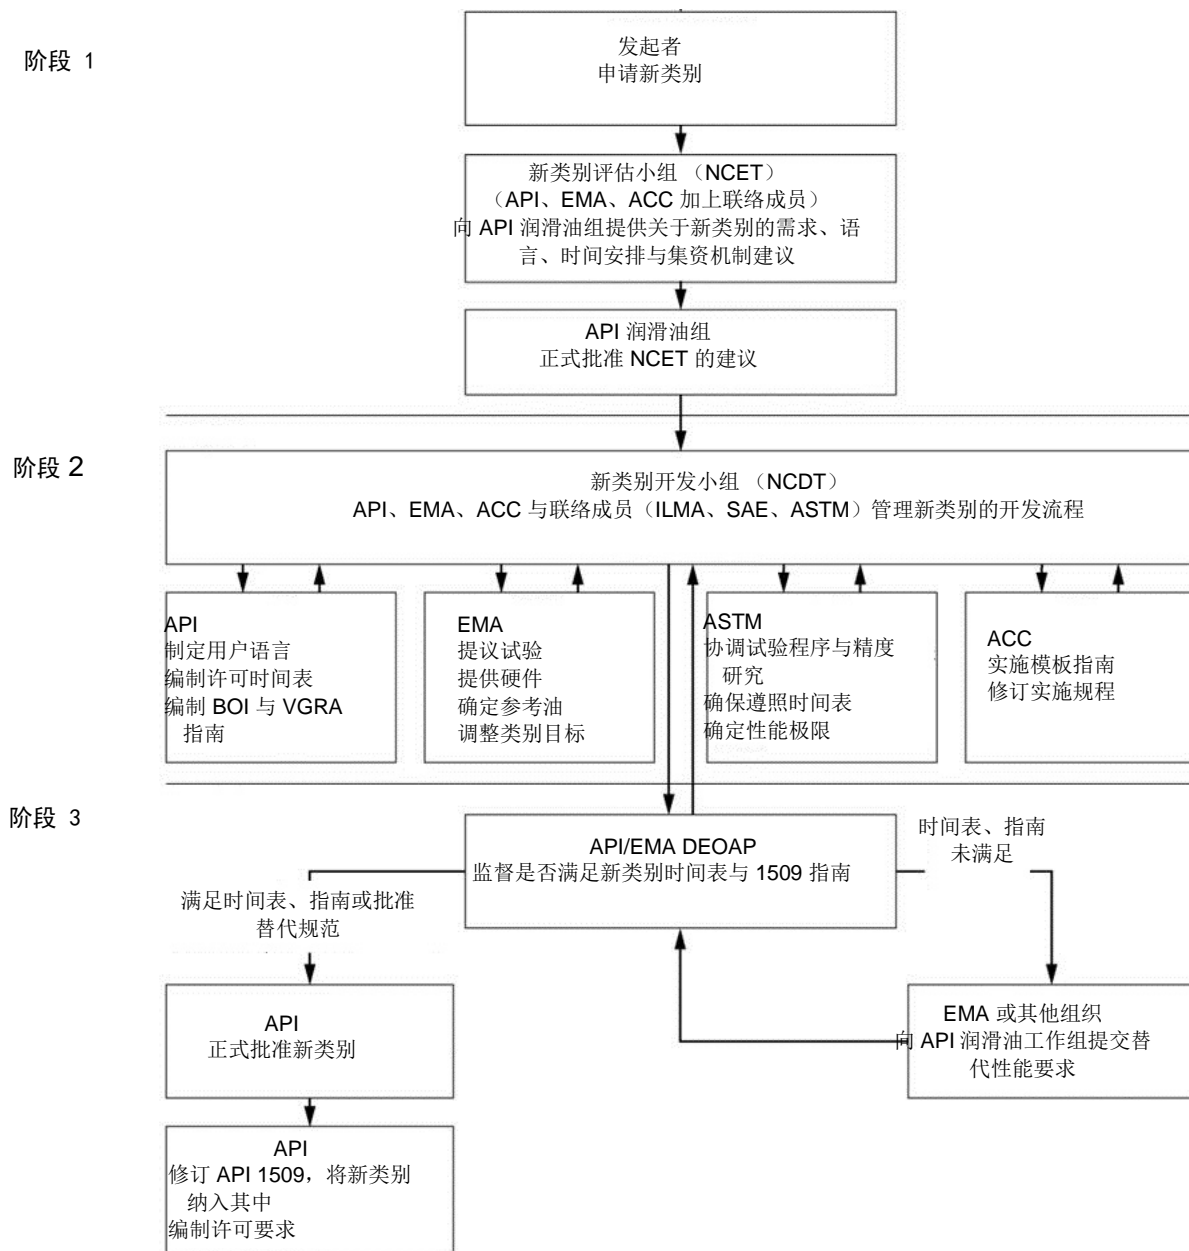 阶段 1
发起者
申请新类别
新类别评估小组 （NCET）
（API、EMA、ACC 加上联络成员）
向 API 润滑油组提供关于新类别的需求、语
言、时间安排与集资机制建议
API 润滑油组
正式批准 NCET 的建议
阶段 2
新类别开发小组 （NCDT）
API、EMA、ACC 与联络成员（ILMA、SAE、ASTM）管理新类别的开发流程
API
制定用户语言
编制许可时间表
编制 BOI 与 VGRA
指南
EMA
提议试验
提供硬件
确定参考油
调整类别目标
ASTM
协调试验程序与精度
研究
确保遵照时间表
确定性能极限
ACC
实施模板指南
修订实施规程
阶段 3
API/EMA DEOAP
监督是否满足新类别时间表与 1509 指南
时间表、指南
未满足
满足时间表、指南或批准
替代规范
API
正式批准新类别
EMA 或其他组织
向 API 润滑油工作组提交替
代性能要求
API
修订 API 1509，将新类别
纳入其中
编制许可要求